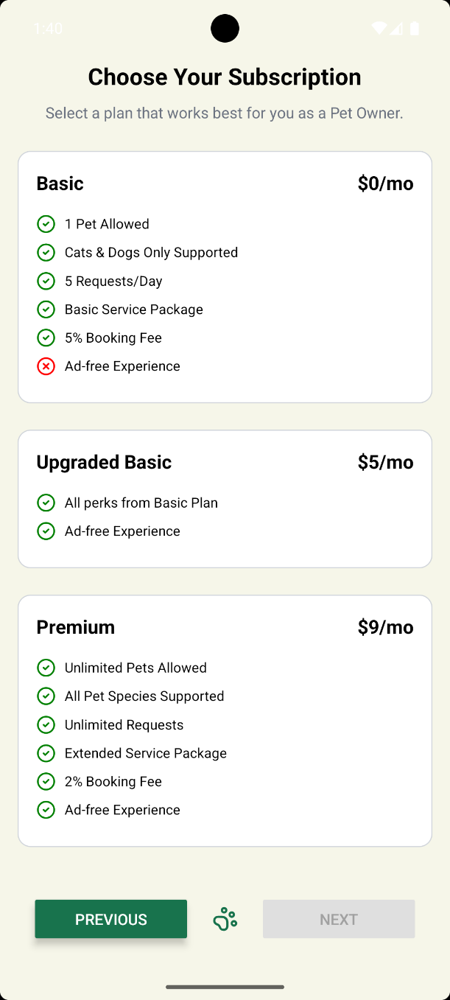 1:40
Choose Your Subscription
Select a plan that works best for you as a Pet Owner.
Basic $0/mo
1 Pet Allowed
Cats & Dogs Only Supported
5 Requests/Day
Basic Service Package
5% Booking Fee
Ad-free Experience
Upgraded Basic $5/mo
All perks from Basic Plan
Ad-free Experience
Premium $9/mo
Unlimited Pets Allowed
All Pet Species Supported
Unlimited Requests
Extended Service Package
2% Booking Fee
Ad-free Experience
PREVIOUS NEXT